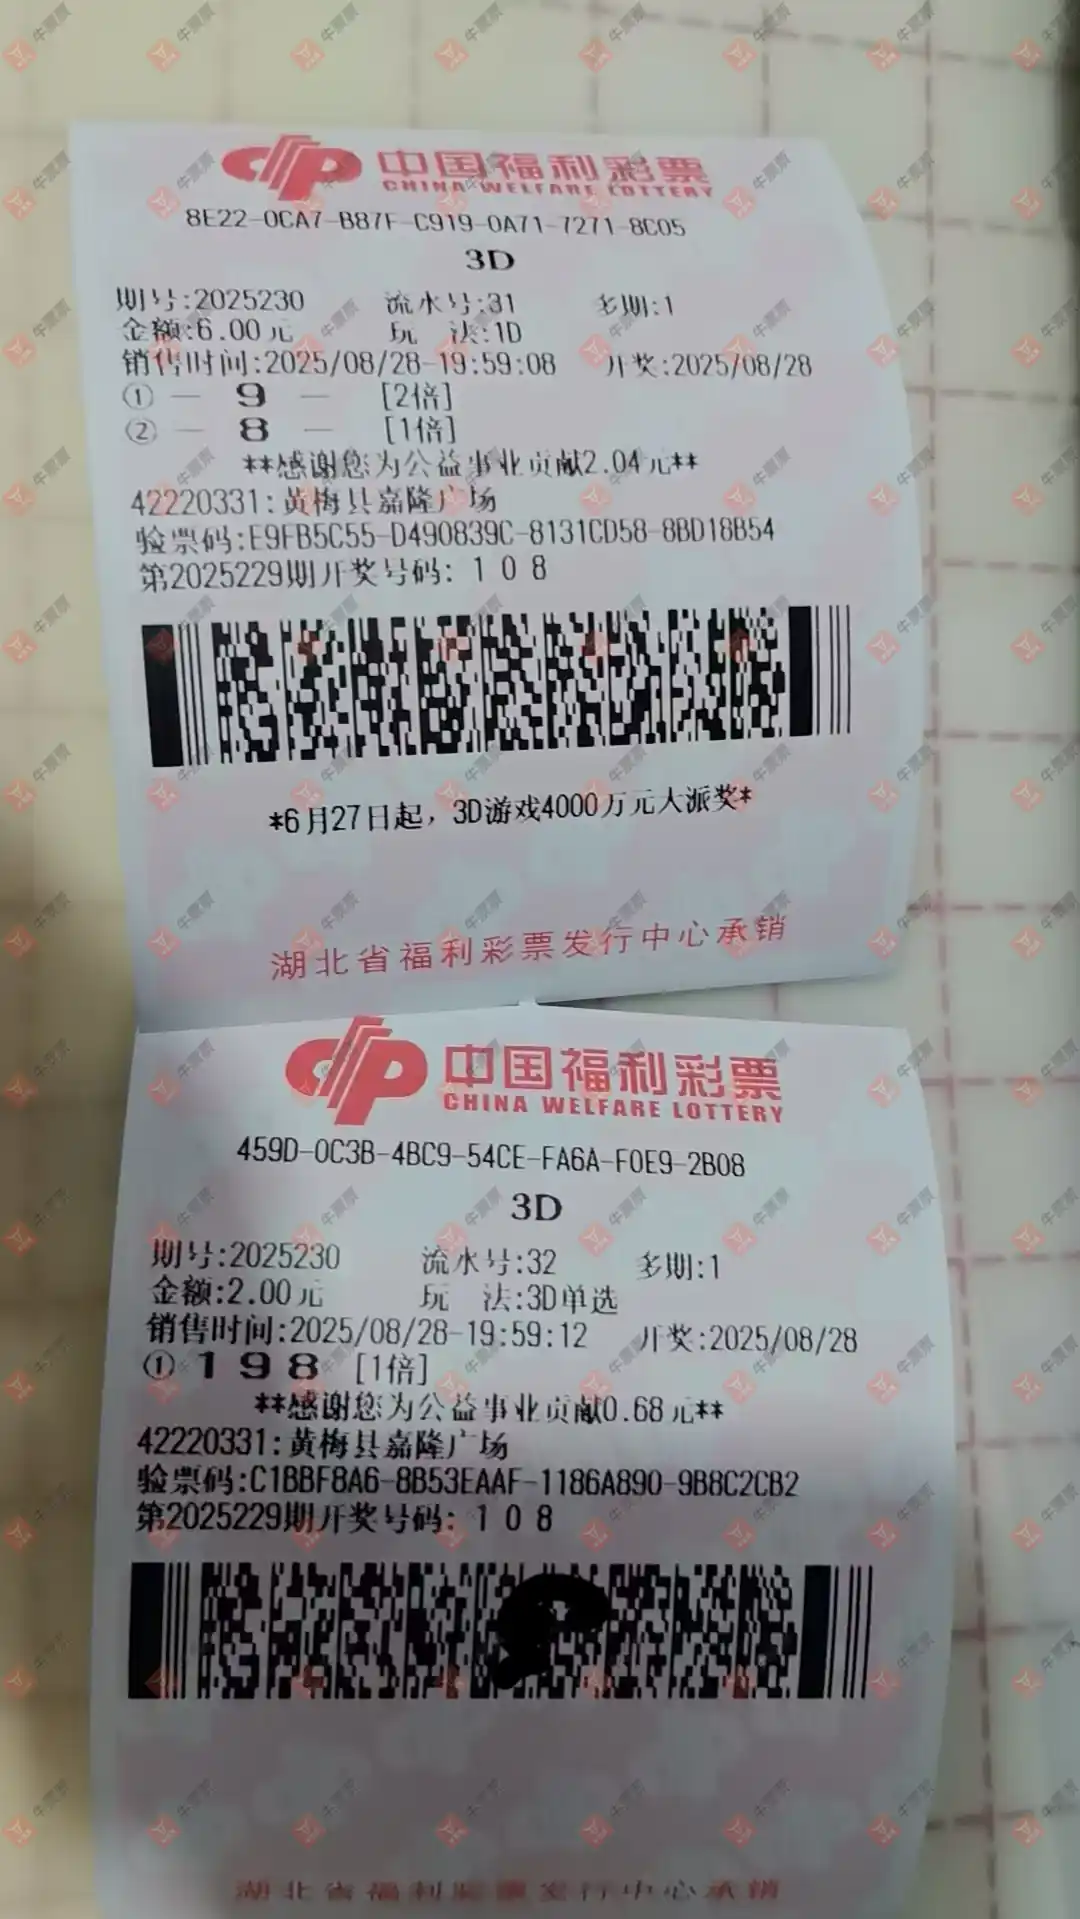 中国福利彩票
CHINA WELFARE LOTTERY
8E22-0CA7-B87F-C919-0A71-7271-8C05
3D
期号:2025230 流水号:31 多期:1
金额:6.00元 玩 法:1D
销售时间:2025/08/28-19:59:08 开奖:2025/08/28
① — 9 — [2倍]
② — 8 — [1倍]
**感谢您为公益事业贡献2.04元**
42220331:黄梅县嘉隆广场
验票码:E9FB5C55-D490839C-8131CD58-8BD18B54
第2025229期开奖号码: 1 0 8
*6月27日起，3D游戏4000万元大派奖*
湖北省福利彩票发行中心承销
中国福利彩票
CHINA WELFARE LOTTERY
459D-0C3B-4BC9-54CE-FA6A-F0E9-2B08
3D
期号:2025230 流水号:32 多期:1
金额:2.00元 玩 法:3D单选
销售时间:2025/08/28-19:59:12 开奖:2025/08/28
① 1 9 8 [1倍]
**感谢您为公益事业贡献0.68元**
42220331:黄梅县嘉隆广场
验票码:C1BBF8A6-8B53EAAF-1186A890-9B8C2CB2
第2025229期开奖号码: 1 0 8
湖北省福利彩票发行中心承销